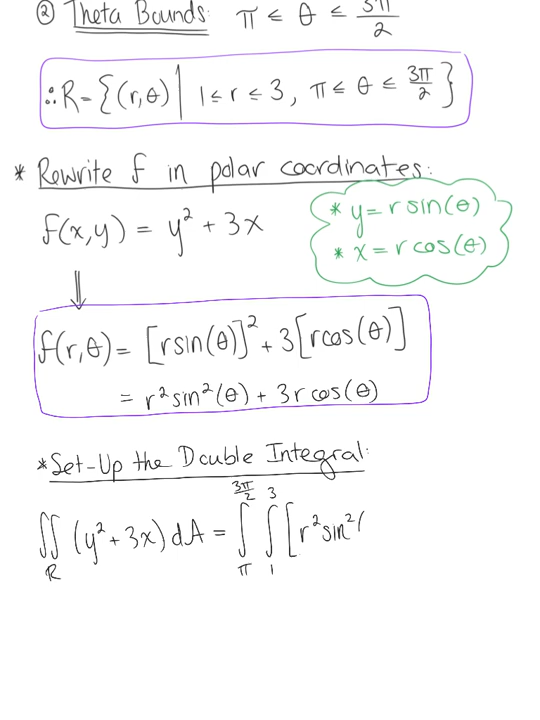 ② Theta Bounds: π ≤ θ ≤ 3π/2
∴ R = {(r,θ) | 1 ≤ r ≤ 3, π ≤ θ ≤ 3π/2}
* Rewrite f in polar coordinates:
f(x,y) = y² + 3x
* y = r sin(θ)
* x = r cos(θ)
⇓
f(r,θ) = [r sin(θ)]² + 3[r cos(θ)]
= r² sin²(θ) + 3 r cos(θ)
* Set-Up the Double Integral:
∬_R (y² + 3x) dA = ∫_π^{3π/2} ∫_1^3 [r² sin²(